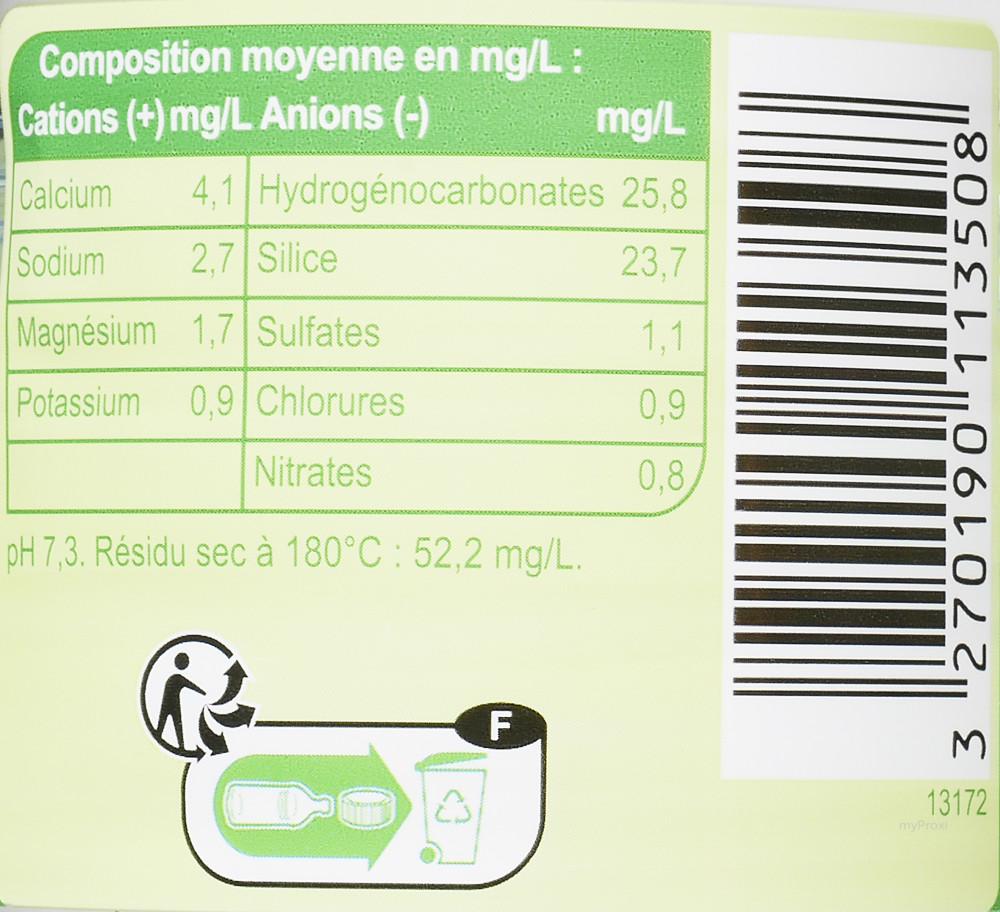 Composition moyenne en mg/L :
Cations (+) mg/L Anions (-) mg/L
Calcium 4,1 Hydrogénocarbonates 25,8
Sodium 2,7 Silice 23,7
Magnésium 1,7 Sulfates 1,1
Potassium 0,9 Chlorures 0,9
Nitrates 0,8
pH 7,3. Résidu sec à 180°C : 52,2 mg/L.
F
3 270190 113508
13172
myProxi